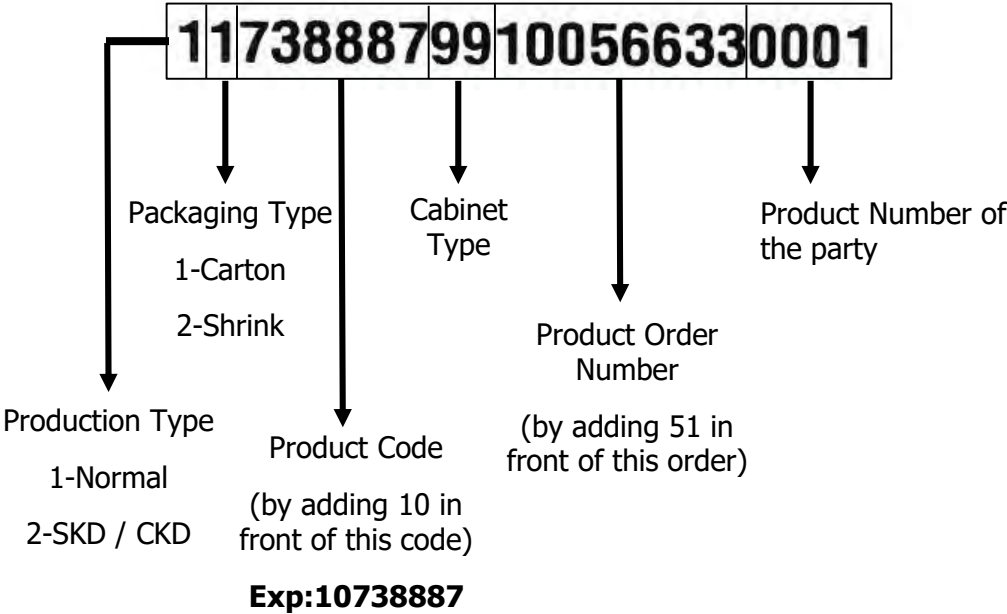 11738887991005666330001
Packaging Type
1-Carton
2-Shrink
Cabinet
Type
Product Number of
the party
Product Order
Number
(by adding 51 in
front of this order)
Production Type
1-Normal
2-SKD / CKD
Product Code
(by adding 10 in
front of this code)
Exp:10738887